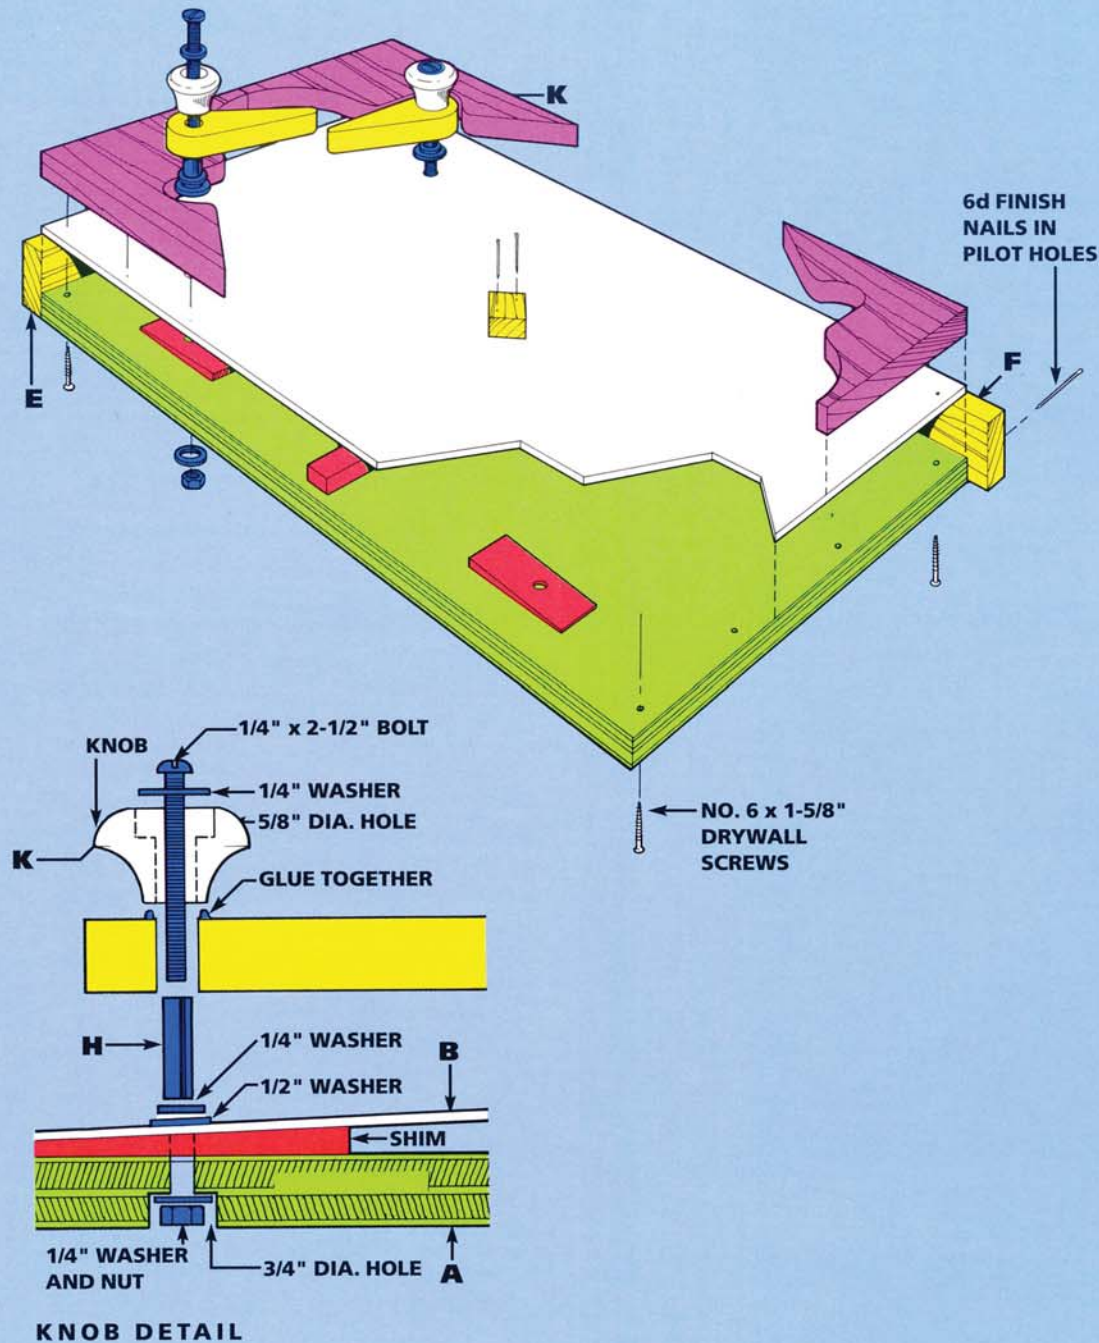 K
6d FINISH
NAILS IN
PILOT HOLES
F
E
1/4" x 2-1/2" BOLT
KNOB
1/4" WASHER
5/8" DIA. HOLE
K
GLUE TOGETHER
NO. 6 x 1-5/8"
DRYWALL
SCREWS
H
1/4" WASHER
B
1/2" WASHER
SHIM
1/4" WASHER
AND NUT
3/4" DIA. HOLE
A
KNOB DETAIL